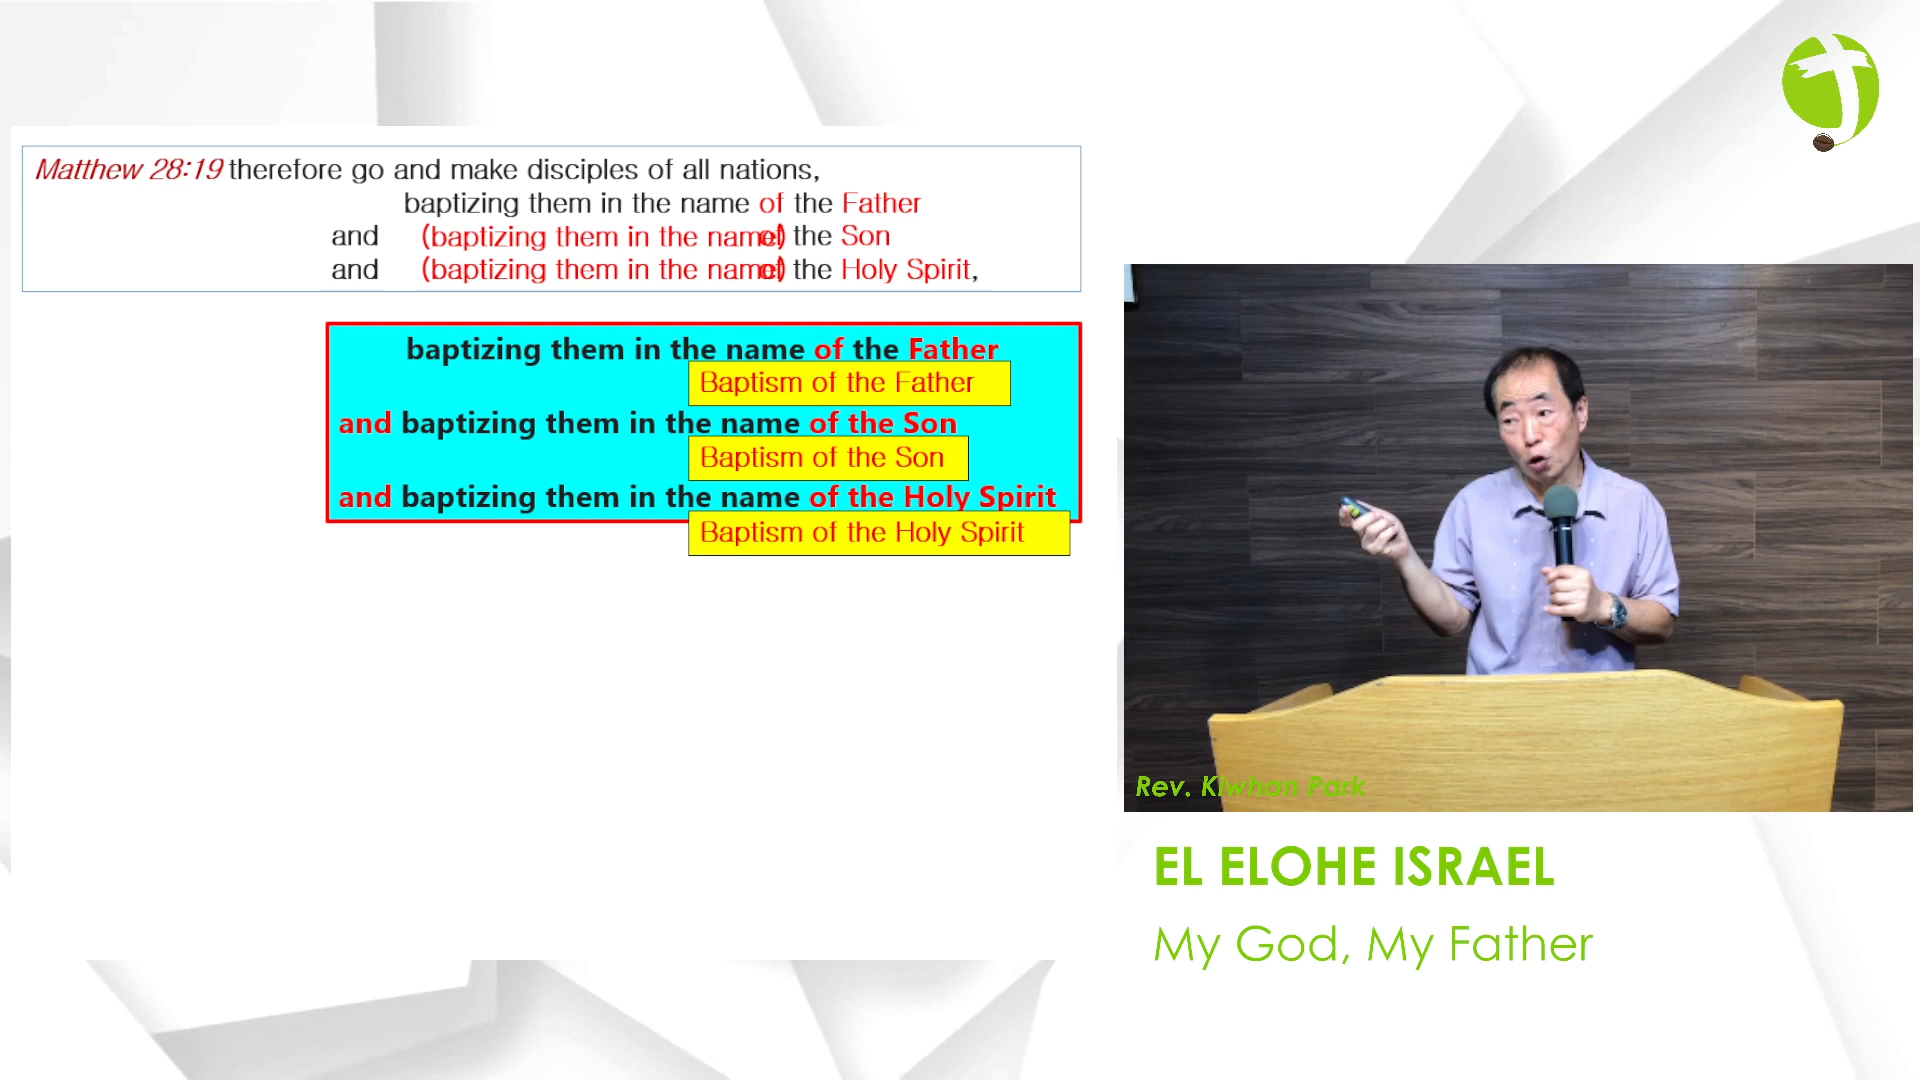 Matthew 28:19 therefore go and make disciples of all nations,
baptizing them in the name of the Father
and (baptizing them in the name of) the Son
and (baptizing them in the name of) the Holy Spirit,
baptizing them in the name of the Father
Baptism of the Father
and baptizing them in the name of the Son
Baptism of the Son
and baptizing them in the name of the Holy Spirit
Baptism of the Holy Spirit
Rev. Kiwhan Park
EL ELOHE ISRAEL
My God, My Father